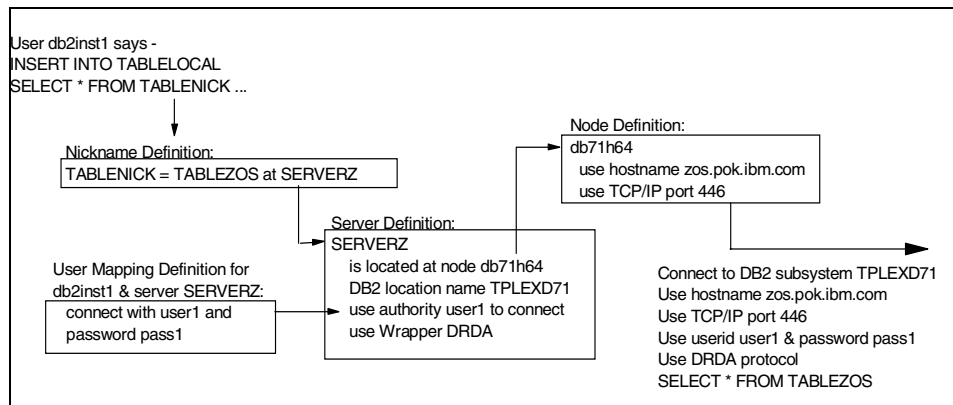 User db2inst1 says -
INSERT INTO TABLELOCAL
SELECT * FROM TABLENICK ...
Nickname Definition:
TABLENICK = TABLEZOS at SERVERZ
Node Definition:
db71h64
use hostname zos.pok.ibm.com
use TCP/IP port 446
Server Definition:
SERVERZ
is located at node db71h64
DB2 location name TPLEXD71
use authority user1 to connect
use Wrapper DRDA
User Mapping Definition for
db2inst1 & server SERVERZ:
connect with user1 and
password pass1
Connect to DB2 subsystem TPLEXD71
Use hostname zos.pok.ibm.com
Use TCP/IP port 446
Use userid user1 & password pass1
Use DRDA protocol
SELECT * FROM TABLEZOS